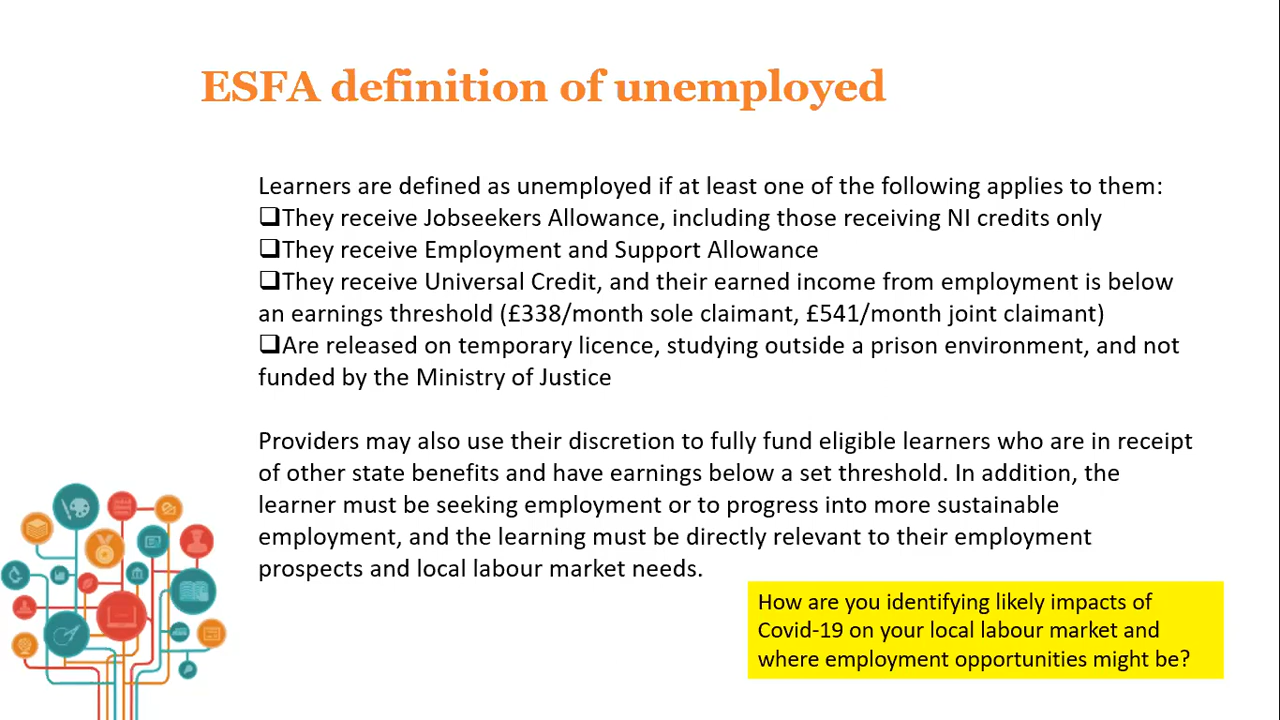 ESFA definition of unemployed
Learners are defined as unemployed if at least one of the following applies to them:
❑They receive Jobseekers Allowance, including those receiving NI credits only
❑They receive Employment and Support Allowance
❑They receive Universal Credit, and their earned income from employment is below
an earnings threshold (£338/month sole claimant, £541/month joint claimant)
❑Are released on temporary licence, studying outside a prison environment, and not
funded by the Ministry of Justice
Providers may also use their discretion to fully fund eligible learners who are in receipt
of other state benefits and have earnings below a set threshold. In addition, the
learner must be seeking employment or to progress into more sustainable
employment, and the learning must be directly relevant to their employment
prospects and local labour market needs.
How are you identifying likely impacts of
Covid-19 on your local labour market and
where employment opportunities might be?